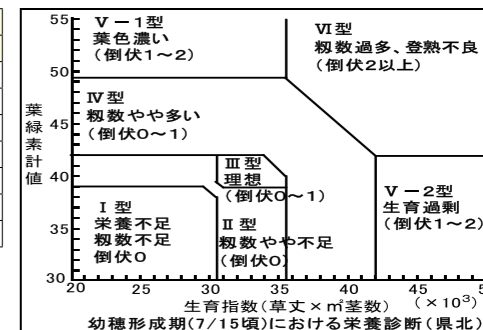 Ⅴ－1型
葉色濃い
（倒伏1～2）
Ⅵ型
籾数過多、登熟不良
（倒伏2以上）
Ⅳ型
籾数やや多い
（倒伏0～1）
Ⅲ型
理想
（倒伏0～1）
Ⅰ型
栄養不足
籾数不足
倒伏0
Ⅱ型
籾数やや不足
（倒伏0）
Ⅴ－2型
生育過剰
（倒伏1～2）
葉緑素計値
55
50
45
40
35
30
20 25 30 35 40 45
生育指数（草丈×㎡茎数）
（×10³）
幼穂形成期（7/15頃）における栄養診断（県北）